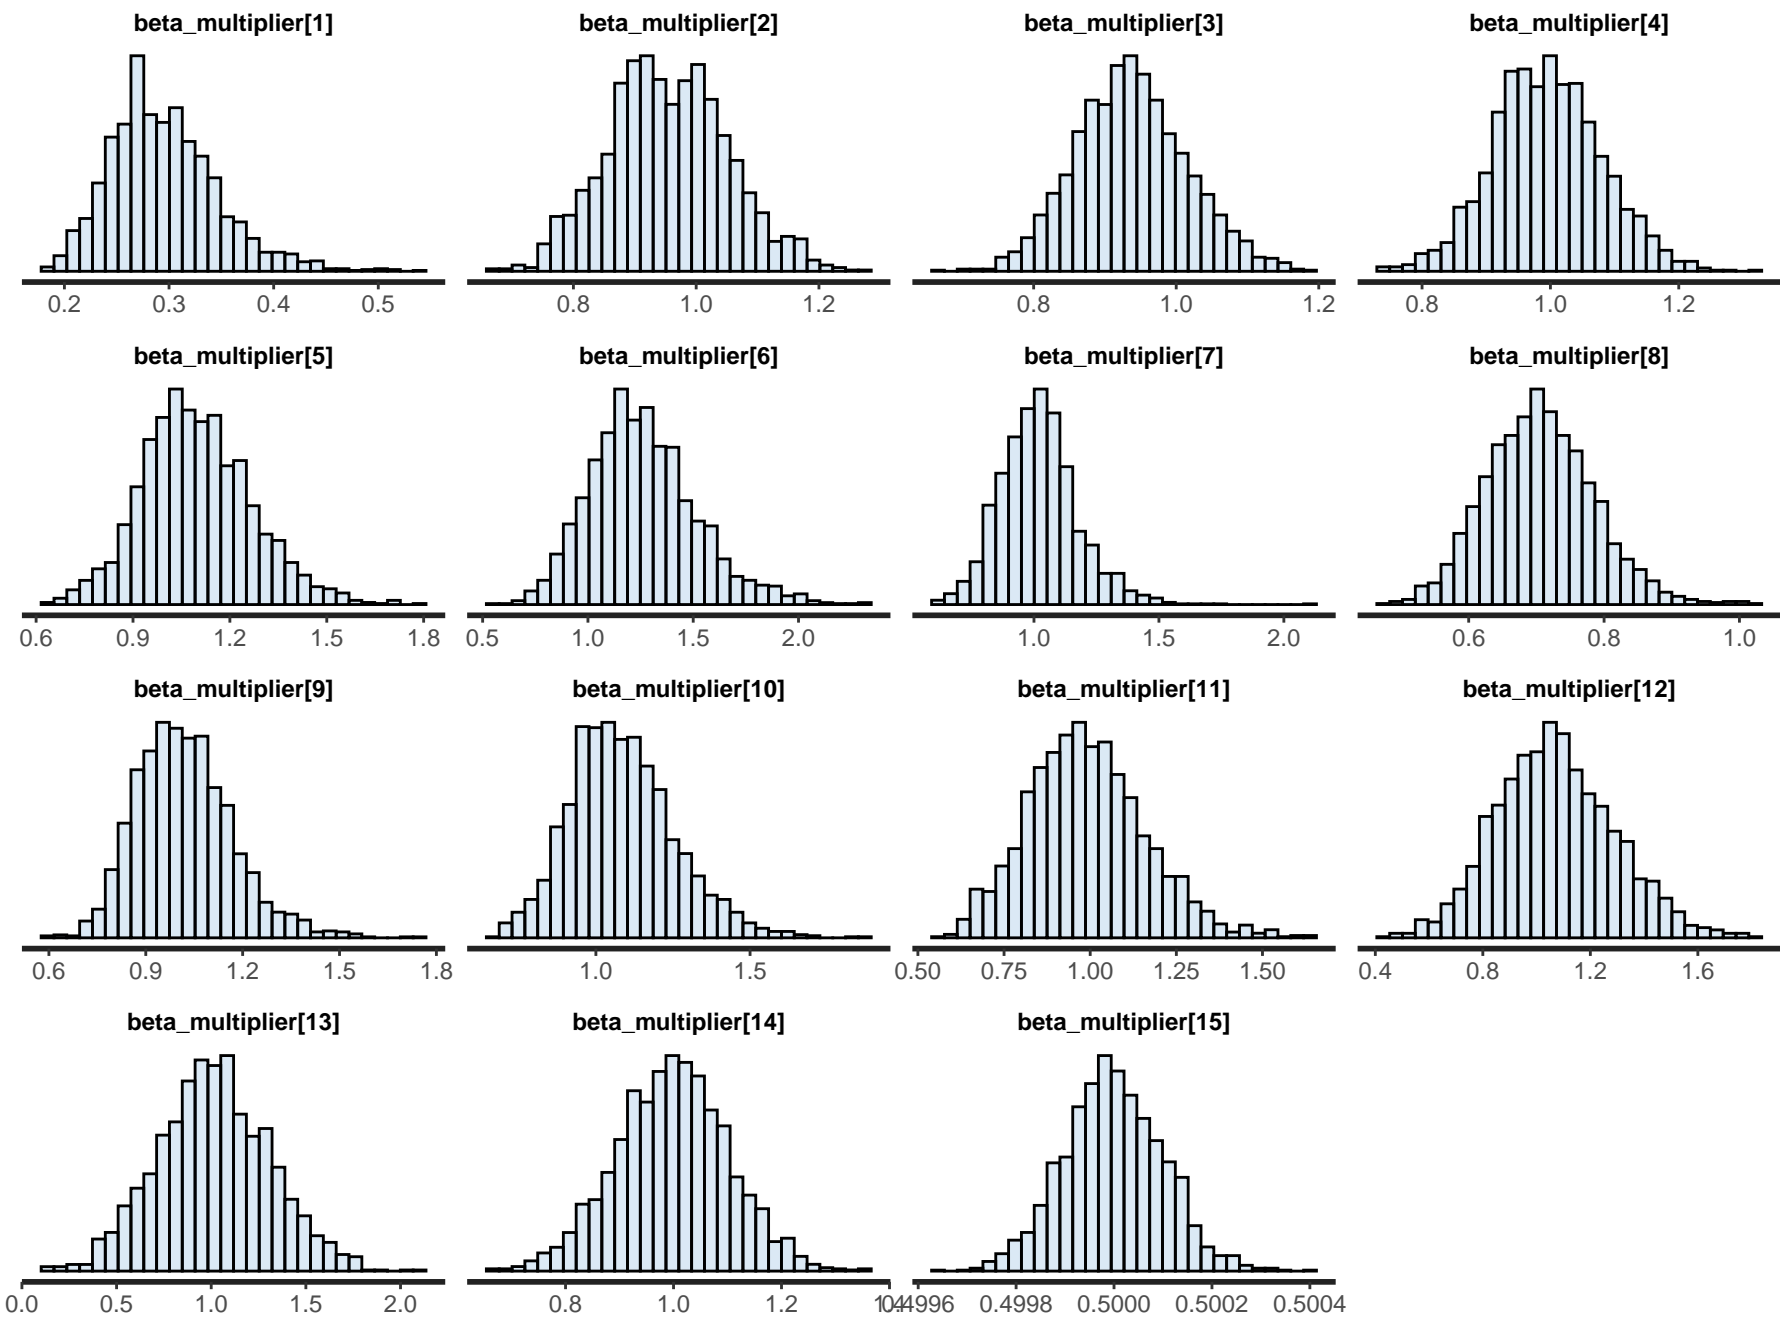 beta_multiplier[1] beta_multiplier[2] beta_multiplier[3] beta_multiplier[4]
0.2 0.3 0.4 0.5 0.8 1.0 1.2 0.8 1.0 1.2 0.8 1.0 1.2
beta_multiplier[5] beta_multiplier[6] beta_multiplier[7] beta_multiplier[8]
0.6 0.9 1.2 1.5 1.8 0.5 1.0 1.5 2.0 1.0 1.5 2.0 0.6 0.8 1.0
beta_multiplier[9] beta_multiplier[10] beta_multiplier[11] beta_multiplier[12]
0.6 0.9 1.2 1.5 1.8 1.0 1.5 0.50 0.75 1.00 1.25 1.50 0.4 0.8 1.2 1.6
beta_multiplier[13] beta_multiplier[14] beta_multiplier[15]
0.0 0.5 1.0 1.5 2.0 0.8 1.0 1.2 1.4 0.4996 0.4998 0.5000 0.5002 0.5004